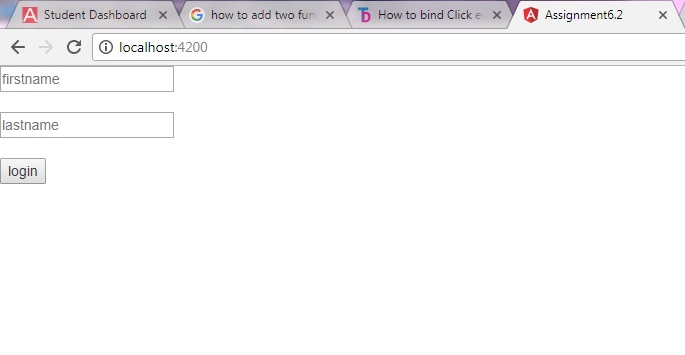 Student Dashboard
how to add two fun
How to bind Click e
Assignment6.2
localhost:4200
firstname
lastname
login